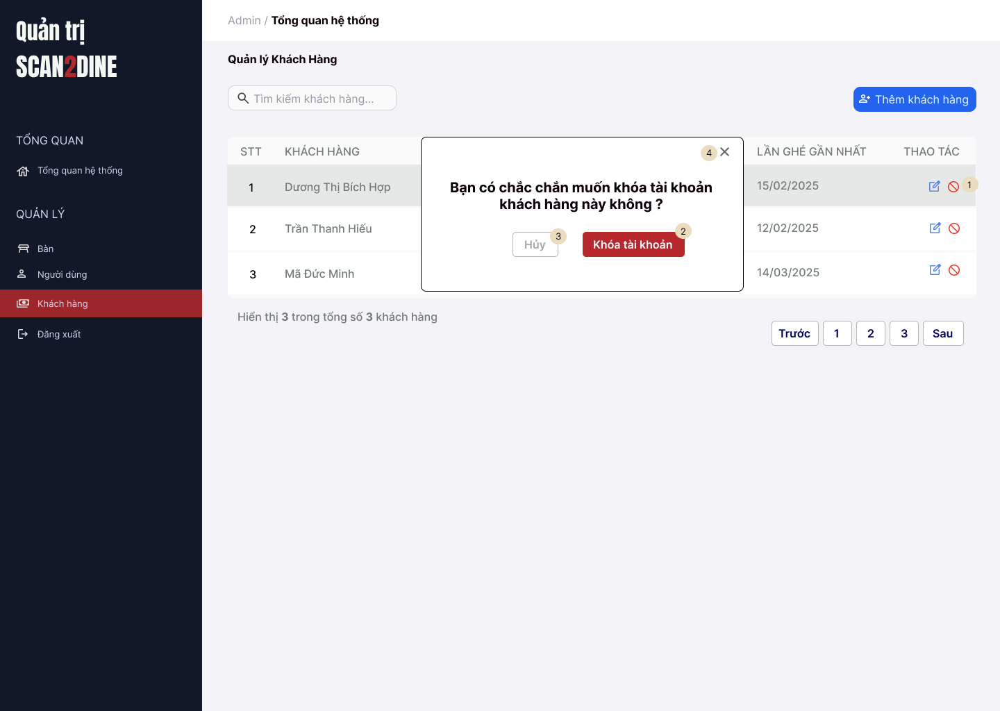 Quản trị
SCAN2DINE
TỔNG QUAN
Tổng quan hệ thống
QUẢN LÝ
Bàn
Người dùng
Khách hàng
Đăng xuất
Admin / Tổng quan hệ thống
Quản lý Khách Hàng
Tìm kiếm khách hàng...
Thêm khách hàng
STT KHÁCH HÀNG LẦN GHÉ GẦN NHẤT THAO TÁC
1 Dương Thị Bích Hợp 15/02/2025 1
2 Trần Thanh Hiếu 12/02/2025
3 Mã Đức Minh 14/03/2025
4
Bạn có chắc chắn muốn khóa tài khoản
khách hàng này không ?
Hủy 3 Khóa tài khoản 2
Hiển thị 3 trong tổng số 3 khách hàng
Trước 1 2 3 Sau